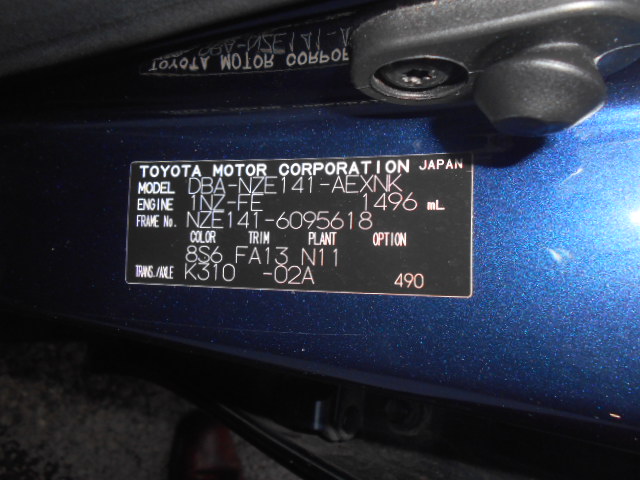 TOYOTA MOTOR CORPORATION JAPAN
MODEL DBA-NZE141-AEXNK
ENGINE 1NZ-FE 1496 mL
FRAME No. NZE141-6095618
COLOR TRIM PLANT OPTION
8S6 FA13 N11
TRANS./AXLE K310 -02A 490